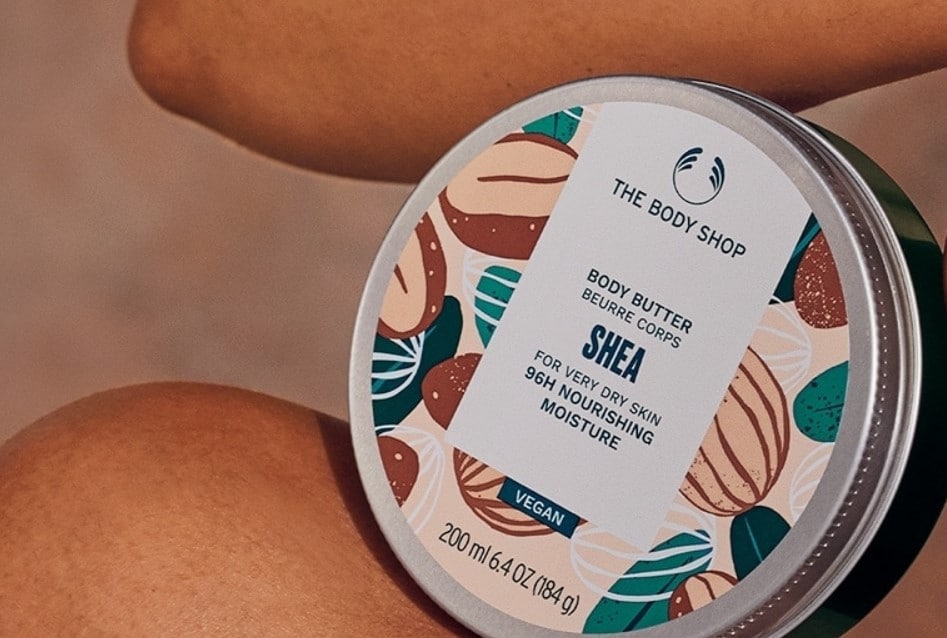 THE BODY SHOP
BODY BUTTER
BEURRE CORPS
SHEA
FOR VERY DRY SKIN
96H NOURISHING
MOISTURE
VEGAN
200 ml 6.4 OZ (184 g)